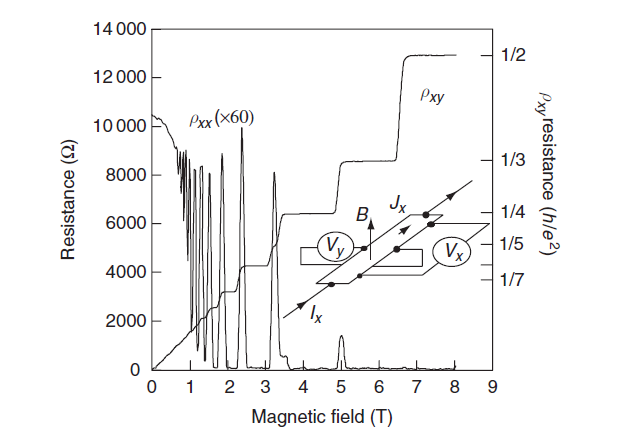 14 000
12 000
10 000
8000
6000
4000
2000
0
Resistance (Ω)
0 1 2 3 4 5 6 7 8 9
Magnetic field (T)
1/2
1/3
1/4
1/5
1/7
ρxy resistance (h/e²)
ρxx (×60)
ρxy
B
Jx
Vy
Vx
Ix